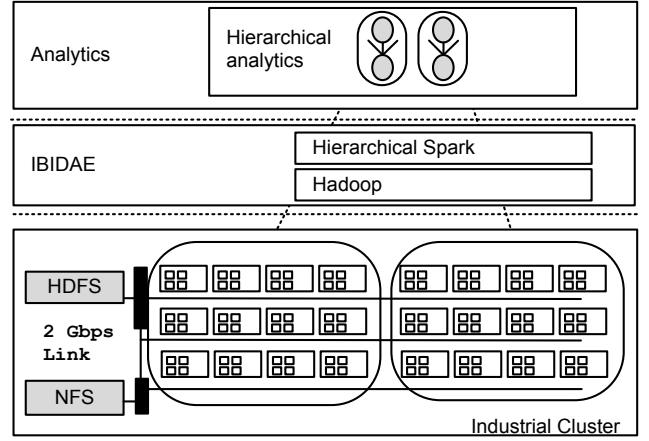 Analytics
Hierarchical
analytics
IBIDAE
Hierarchical Spark
Hadoop
HDFS
2 Gbps
Link
NFS
Industrial Cluster